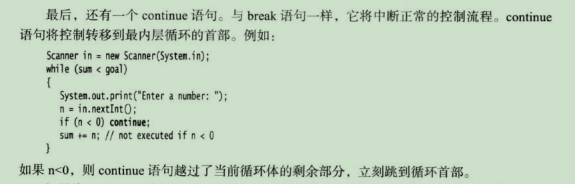 最后，还有一个 continue 语句。与 break 语句一样，它将中断正常的控制流程。continue
语句将控制转移到最内层循环的首部。例如：
Scanner in = new Scanner(System.in);
while (sum < goal)
{
System.out.print("Enter a number: ");
n = in.nextInt();
if (n < 0) continue;
sum += n; // not executed if n < 0
}
如果 n<0，则 continue 语句越过了当前循环体的剩余部分，立刻跳到循环首部。